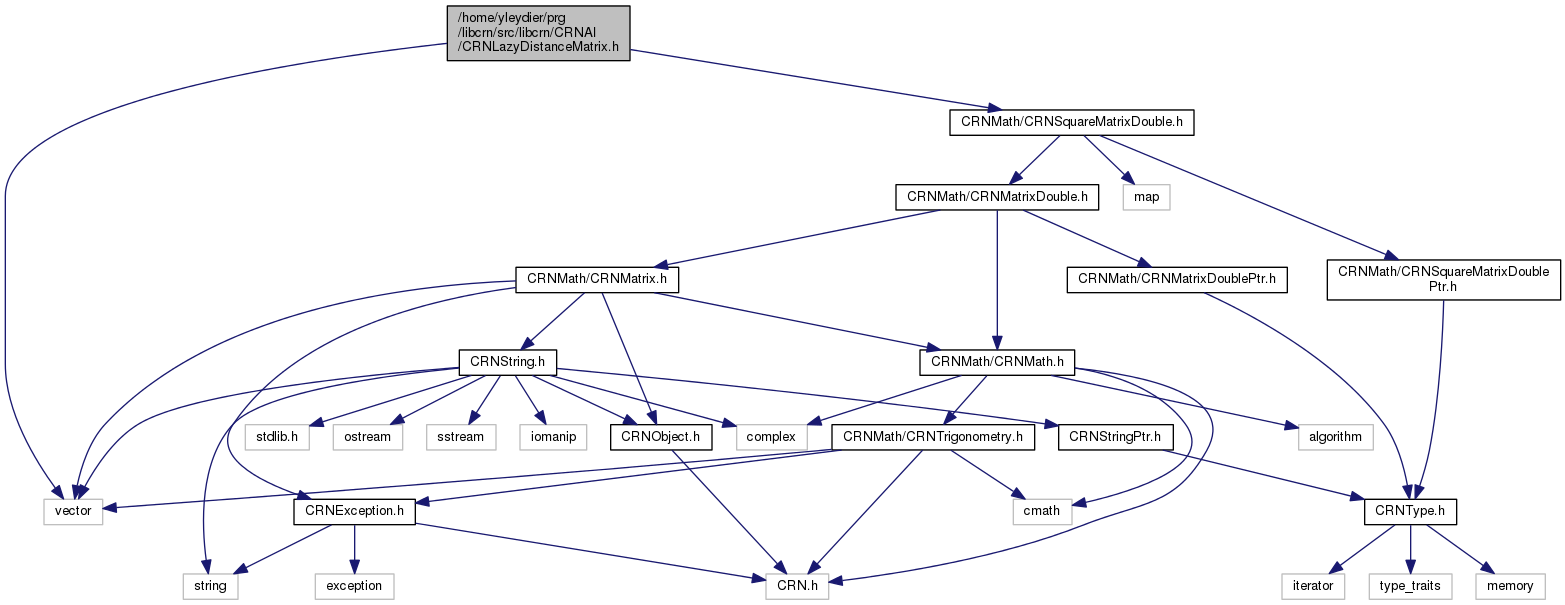 /home/yleydier/prg
/libcrn/src/libcrn/CRNAI
/CRNLazyDistanceMatrix.h
CRNMath/CRNSquareMatrixDouble.h
CRNMath/CRNMatrixDouble.h
map
CRNMath/CRNMatrix.h
CRNMath/CRNMatrixDoublePtr.h
CRNMath/CRNSquareMatrixDouble
Ptr.h
CRNString.h
CRNMath/CRNMath.h
stdlib.h
ostream
sstream
iomanip
CRNObject.h
complex
CRNMath/CRNTrigonometry.h
CRNStringPtr.h
algorithm
vector
CRNException.h
cmath
CRNType.h
string
exception
CRN.h
iterator
type_traits
memory